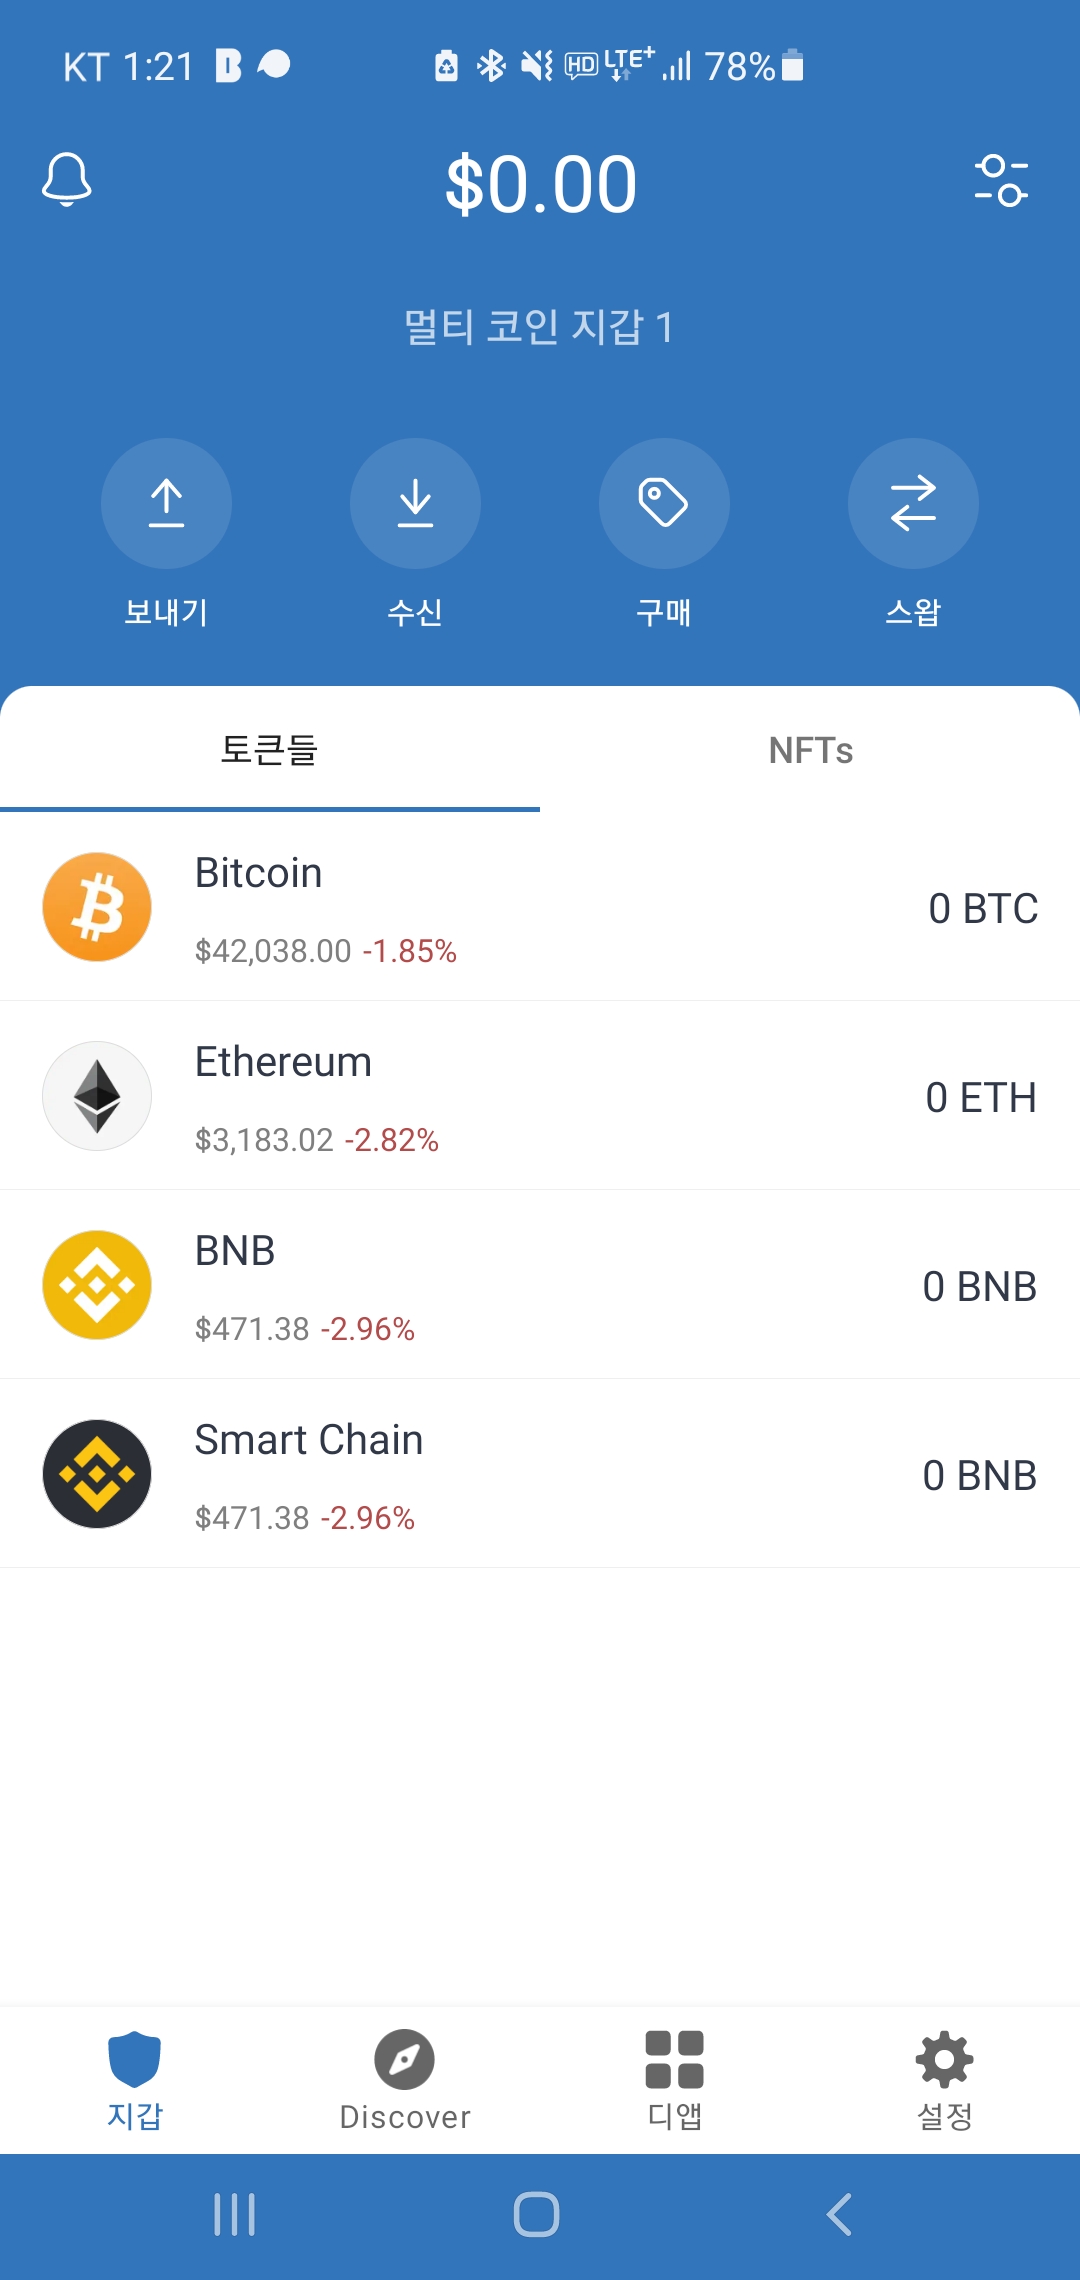 KT 1:21 HD LTE+ 78%
$0.00
멀티 코인 지갑 1
보내기 수신 구매 스왑
토큰들 NFTs
Bitcoin
0 BTC
$42,038.00 -1.85%
Ethereum
0 ETH
$3,183.02 -2.82%
BNB
0 BNB
$471.38 -2.96%
Smart Chain
0 BNB
$471.38 -2.96%
지갑 Discover 디앱 설정